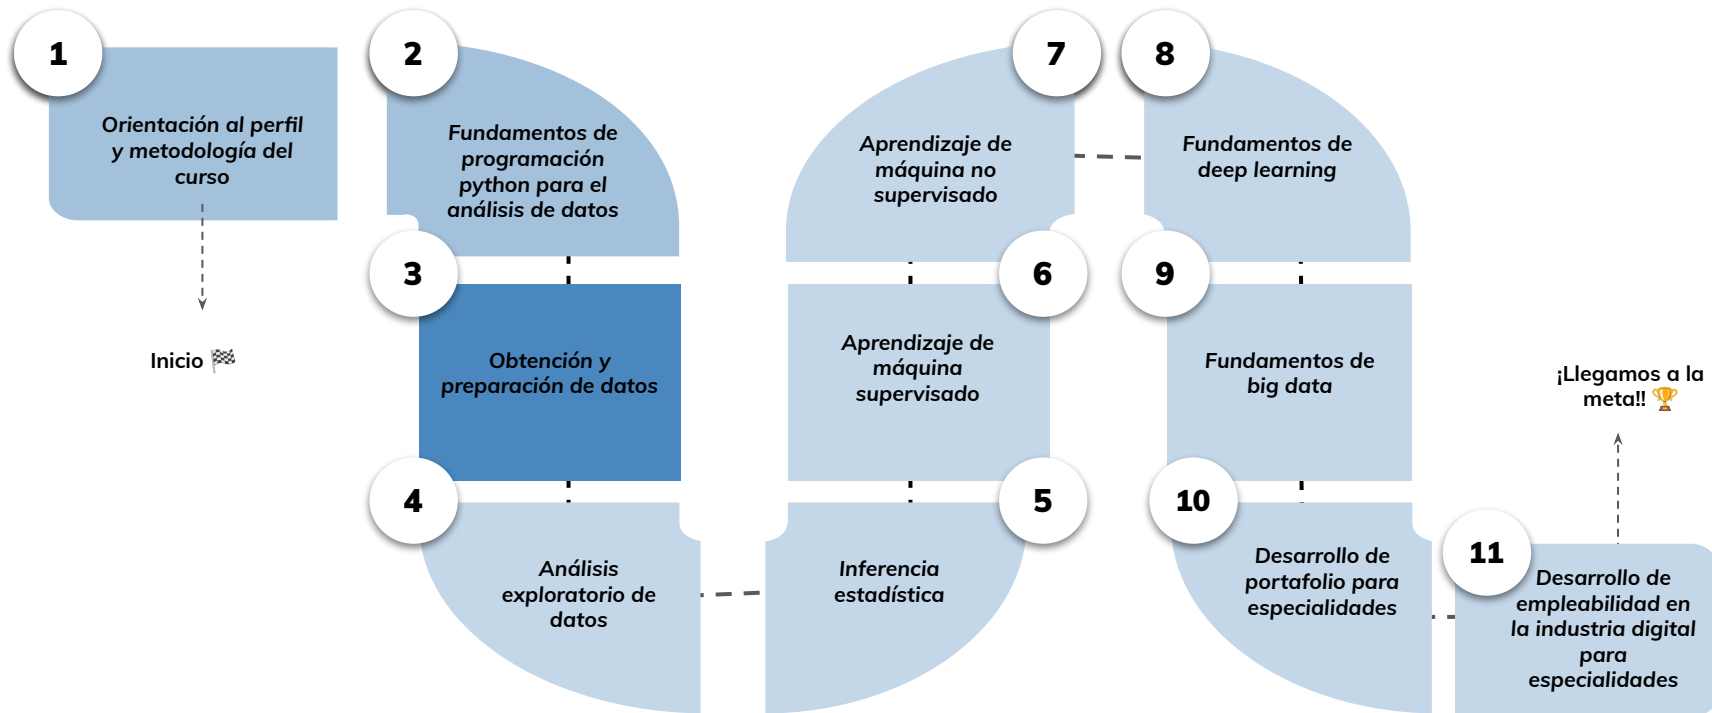 1
Orientación al perfil
y metodología del
curso
Inicio 🏁
2
Fundamentos de
programación
python para el
análisis de datos
3
Obtención y
preparación de datos
4
Análisis
exploratorio de
datos
5
Inferencia
estadística
6
Aprendizaje de
máquina
supervisado
7
Aprendizaje de
máquina no
supervisado
8
Fundamentos de
deep learning
9
Fundamentos de
big data
10
Desarrollo de
portafolio para
especialidades
11
Desarrollo de
empleabilidad en
la industria digital
para
especialidades
¡Llegamos a la
meta!! 🏆